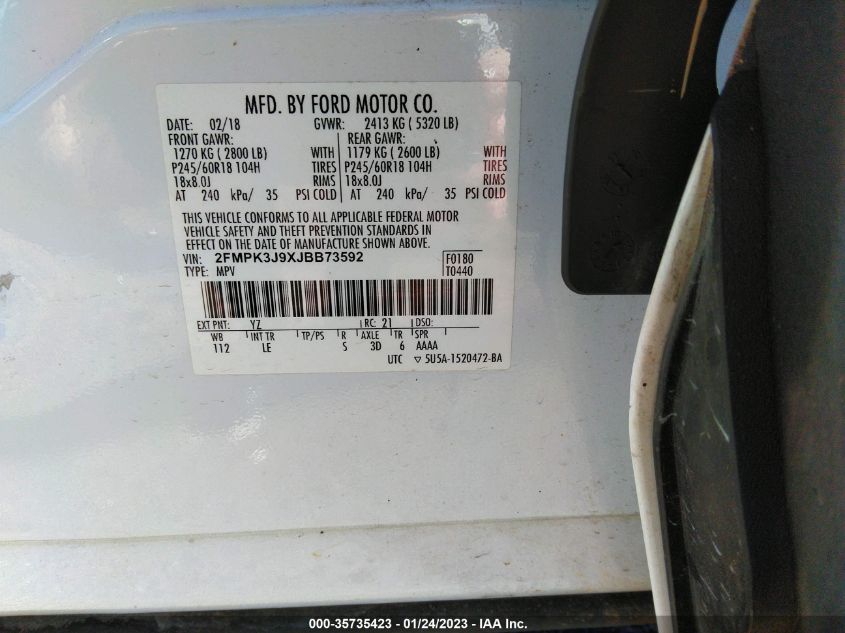 MFD. BY FORD MOTOR CO.
DATE: 02/18 GVWR: 2413 KG ( 5320 LB)
FRONT GAWR: REAR GAWR:
1270 KG ( 2800 LB) WITH 1179 KG ( 2600 LB) WITH
P245/60R18 104H TIRES P245/60R18 104H TIRES
18x8.0J RIMS 18x8.0J RIMS
AT 240 kPa/ 35 PSI COLD AT 240 kPa/ 35 PSI COLD
THIS VEHICLE CONFORMS TO ALL APPLICABLE FEDERAL MOTOR
VEHICLE SAFETY AND THEFT PREVENTION STANDARDS IN
EFFECT ON THE DATE OF MANUFACTURE SHOWN ABOVE.
VIN: 2FMPK3J9XJBB73592 F0180
TYPE: MPV T0440
EXT PNT: YZ RC: 21 DSO:
WB INT TR TP/PS R AXLE TR SPR
112 LE S 3D 6 AAAA
UTC ▽ 5U5A-1520472-BA
000-35735423 - 01/24/2023 - IAA Inc.